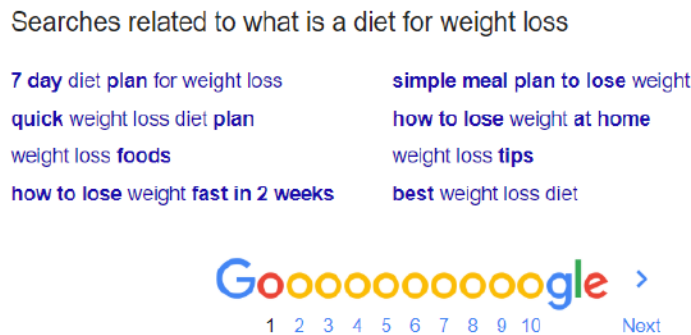 Searches related to what is a diet for weight loss
7 day diet plan for weight loss
quick weight loss diet plan
weight loss foods
how to lose weight fast in 2 weeks
simple meal plan to lose weight
how to lose weight at home
weight loss tips
best weight loss diet
Goooooooooogle >
1 2 3 4 5 6 7 8 9 10 Next